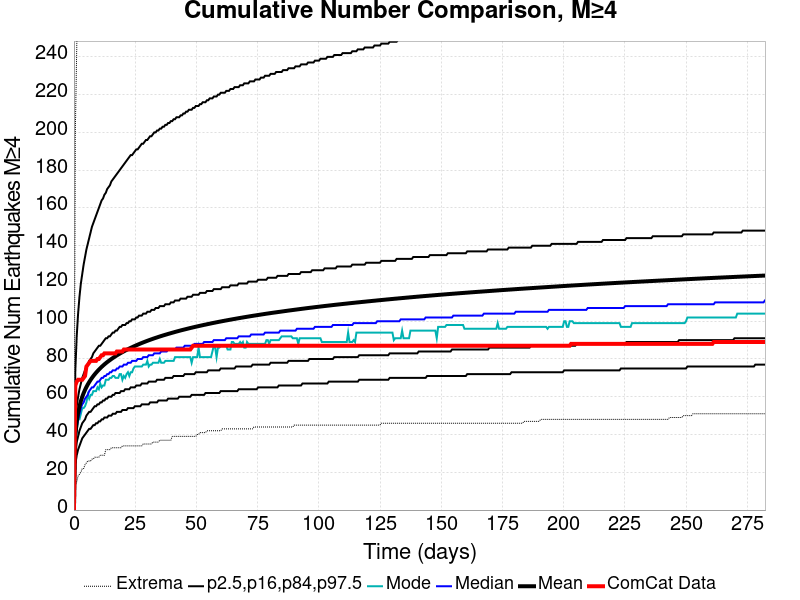 Cumulative Number Comparison, M≥4
Cumulative Num Earthquakes M≥4
240
220
200
180
160
140
120
100
80
60
40
20
0
0 25 50 75 100 125 150 175 200 225 250 275
Time (days)
Extrema p2.5,p16,p84,p97.5 Mode Median Mean ComCat Data